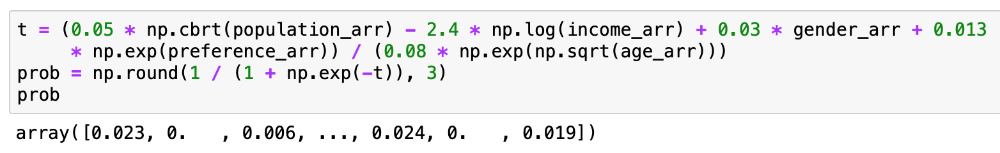 t = (0.05 * np.cbrt(population_arr) - 2.4 * np.log(income_arr) + 0.03 * gender_arr + 0.013
     * np.exp(preference_arr)) / (0.08 * np.exp(np.sqrt(age_arr)))
prob = np.round(1 / (1 + np.exp(-t)), 3)
prob
array([0.023, 0.   , 0.006, ..., 0.024, 0.   , 0.019])